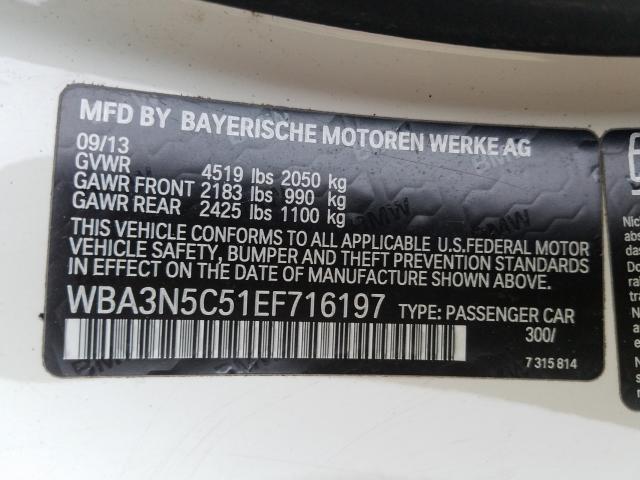 MFD BY BAYERISCHE MOTOREN WERKE AG
09/13
GVWR 4519 lbs 2050 kg
GAWR FRONT 2183 lbs 990 kg
GAWR REAR 2425 lbs 1100 kg
THIS VEHICLE CONFORMS TO ALL APPLICABLE U.S.FEDERAL MOTOR
VEHICLE SAFETY, BUMPER AND THEFT PREVENTION STANDARDS
IN EFFECT ON THE DATE OF MANUFACTURE SHOWN ABOVE.
WBA3N5C51EF716197 TYPE: PASSENGER CAR
300/
7 315 814
BMW